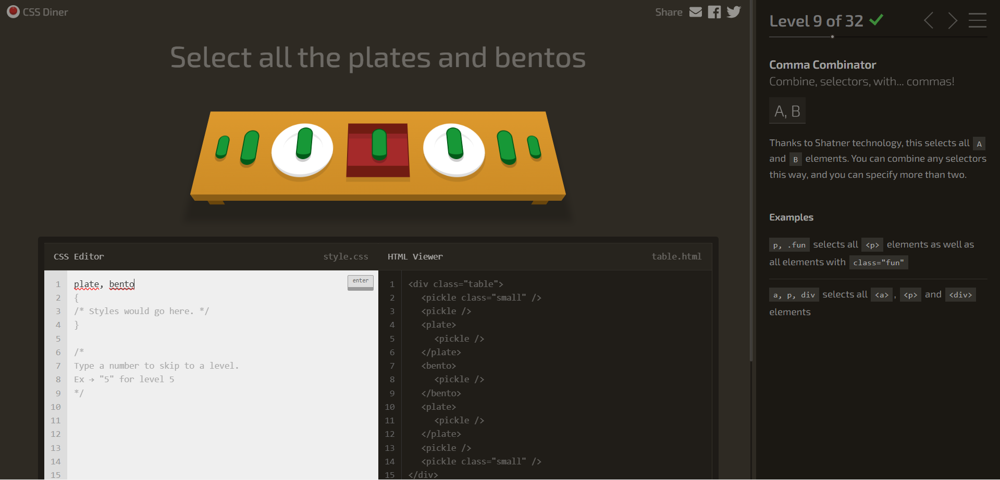 CSS Diner
Share
Select all the plates and bentos
CSS Editor
style.css
HTML Viewer
table.html
1
2
3
4
5
6
7
8
9
10
11
12
13
14
15
plate, bento
{
/* Styles would go here. */
}
/*
Type a number to skip to a level.
Ex → "5" for level 5
*/
enter
1
2
3
4
5
6
7
8
9
10
11
12
13
14
15
<div class="table">
<pickle class="small" />
<pickle />
<plate>
<pickle />
</plate>
<bento>
<pickle />
</bento>
<plate>
<pickle />
</plate>
<pickle />
<pickle class="small" />
</div>
Level 9 of 32
Comma Combinator
Combine, selectors, with... commas!
A, B
Thanks to Shatner technology, this selects all A
and B elements. You can combine any selectors
this way, and you can specify more than two.
Examples
p, .fun selects all <p> elements as well as
all elements with class="fun"
a, p, div selects all <a>, <p> and <div>
elements